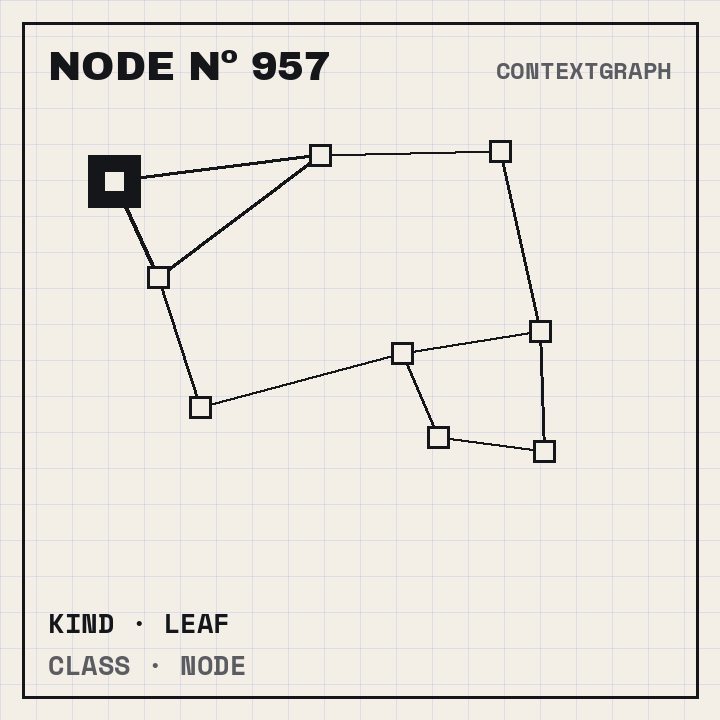 NODE Nº 957
CONTEXTGRAPH
KIND · LEAF
CLASS · NODE